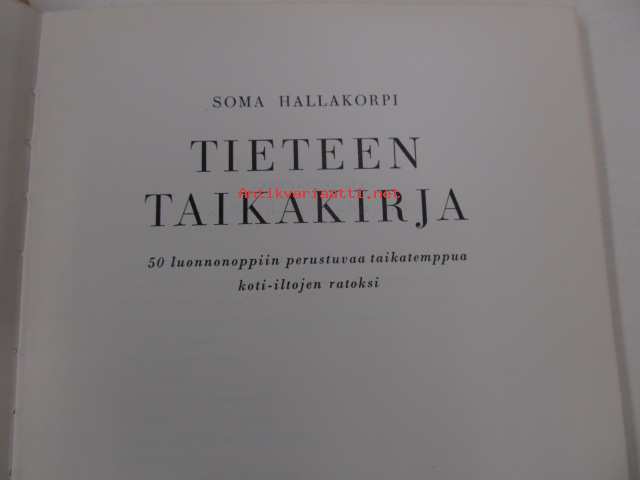 SOMA HALLAKORPI
TIETEEN
Antikvariaatti.net
TAIKAKIRJA
50 luonnonoppiin perustuvaa taikatemppua
koti-iltojen ratoksi